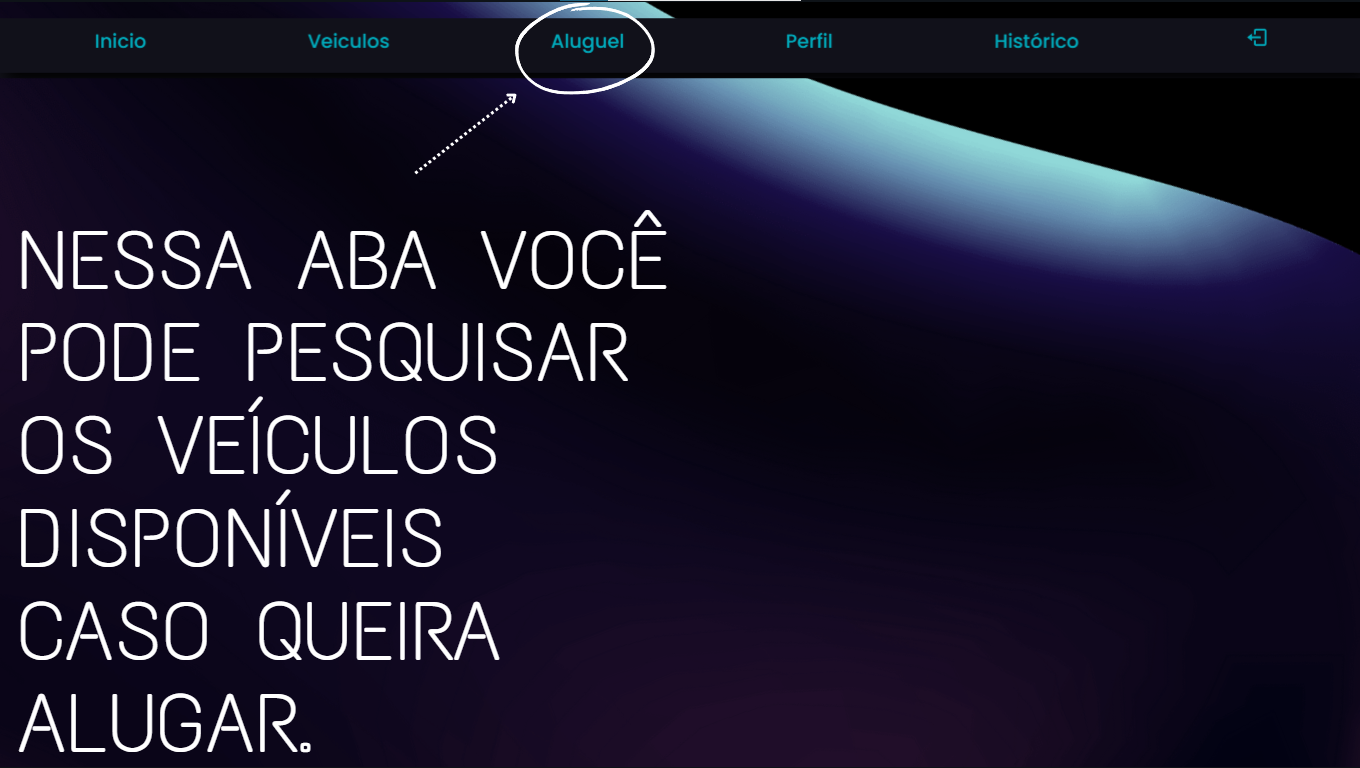 Inicio Veiculos Aluguel Perfil Histórico
NESSA ABA VOCÊ
PODE PESQUISAR
OS VEÍCULOS
DISPONÍVEIS
CASO QUEIRA
ALUGAR.